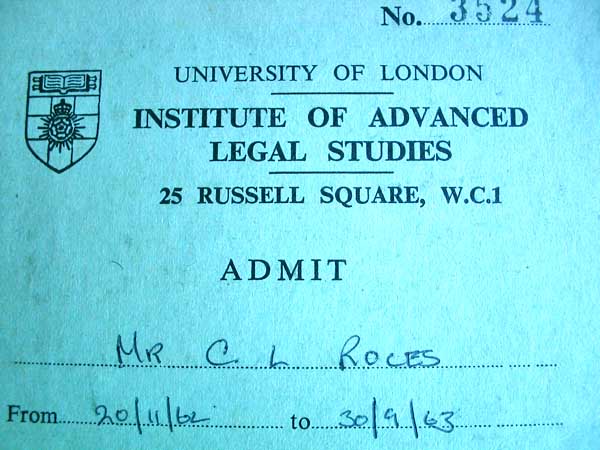 No. 3524
UNIVERSITY OF LONDON
INSTITUTE OF ADVANCED
LEGAL STUDIES
25 RUSSELL SQUARE, W.C.1
ADMIT
MR C L ROCES
From 20/11/62 to 30/9/63